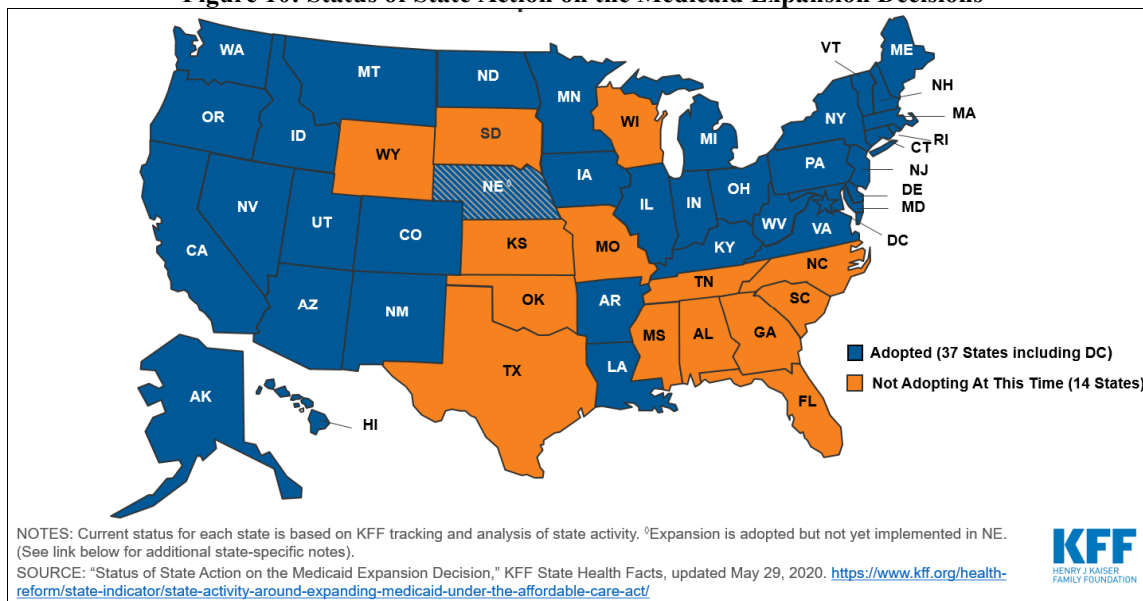 Figure 10: Status of State Action on the Medicaid Expansion Decisions
WA
MT
ND
MN
VT
ME
NH
OR
ID
SD
WI
MI
NY
MA
WY
RI
CT
IA
PA
NJ
NE ◊
OH
DE
NV
UT
IL
IN
MD
WV
VA
CO
CA
KS
MO
KY
DC
NC
TN
AZ
NM
OK
AR
SC
MS
AL
GA
Adopted (37 States including DC)
TX
LA
Not Adopting At This Time (14 States)
AK
FL
HI
NOTES: Current status for each state is based on KFF tracking and analysis of state activity. ◊Expansion is adopted but not yet implemented in NE.
(See link below for additional state-specific notes).
SOURCE: “Status of State Action on the Medicaid Expansion Decision,” KFF State Health Facts, updated May 29, 2020. https://www.kff.org/health-
reform/state-indicator/state-activity-around-expanding-medicaid-under-the-affordable-care-act/
KFF
HENRY J KAISER
FAMILY FOUNDATION